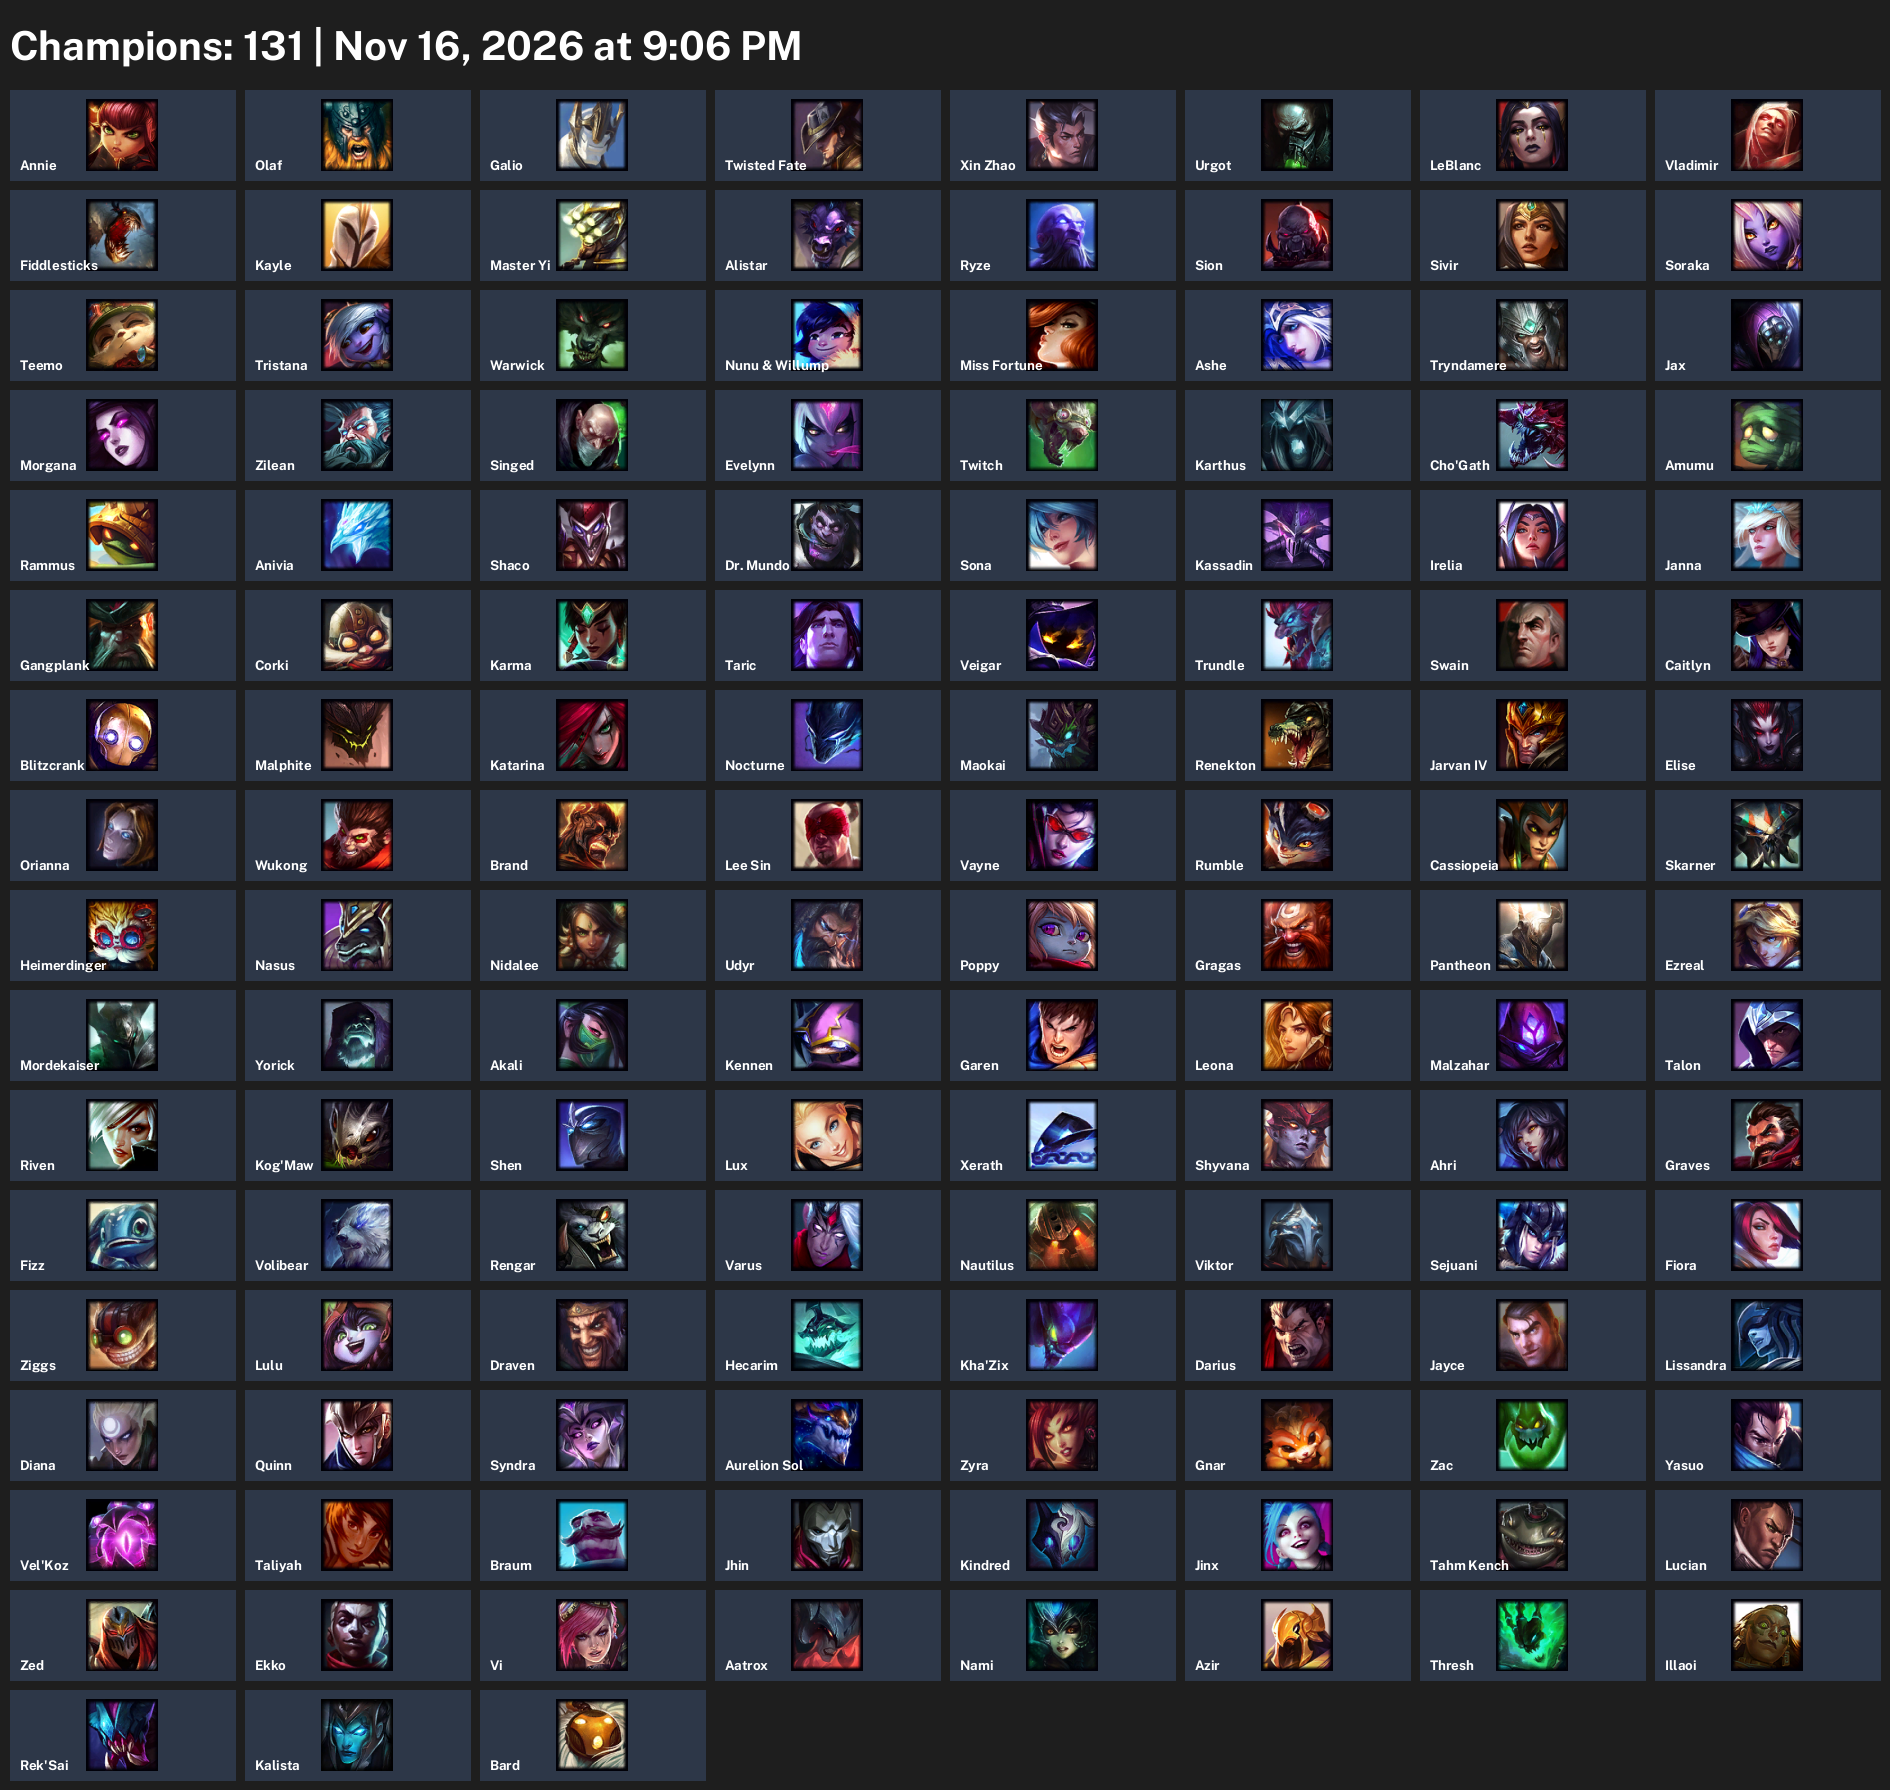 Champions: 131 | Nov 16, 2026 at 9:06 PM
Annie Olaf Galio Twisted Fate Xin Zhao Urgot LeBlanc Vladimir
Fiddlesticks Kayle Master Yi Alistar Ryze Sion Sivir Soraka
Teemo Tristana Warwick Nunu & Willump Miss Fortune Ashe Tryndamere Jax
Morgana Zilean Singed Evelynn Twitch Karthus Cho'Gath Amumu
Rammus Anivia Shaco Dr. Mundo Sona Kassadin Irelia Janna
Gangplank Corki Karma Taric Veigar Trundle Swain Caitlyn
Blitzcrank Malphite Katarina Nocturne Maokai Renekton Jarvan IV Elise
Orianna Wukong Brand Lee Sin Vayne Rumble Cassiopeia Skarner
Heimerdinger Nasus Nidalee Udyr Poppy Gragas Pantheon Ezreal
Mordekaiser Yorick Akali Kennen Garen Leona Malzahar Talon
Riven Kog'Maw Shen Lux Xerath Shyvana Ahri Graves
Fizz Volibear Rengar Varus Nautilus Viktor Sejuani Fiora
Ziggs Lulu Draven Hecarim Kha'Zix Darius Jayce Lissandra
Diana Quinn Syndra Aurelion Sol Zyra Gnar Zac Yasuo
Vel'Koz Taliyah Braum Jhin Kindred Jinx Tahm Kench Lucian
Zed Ekko Vi Aatrox Nami Azir Thresh Illaoi
Rek'Sai Kalista Bard